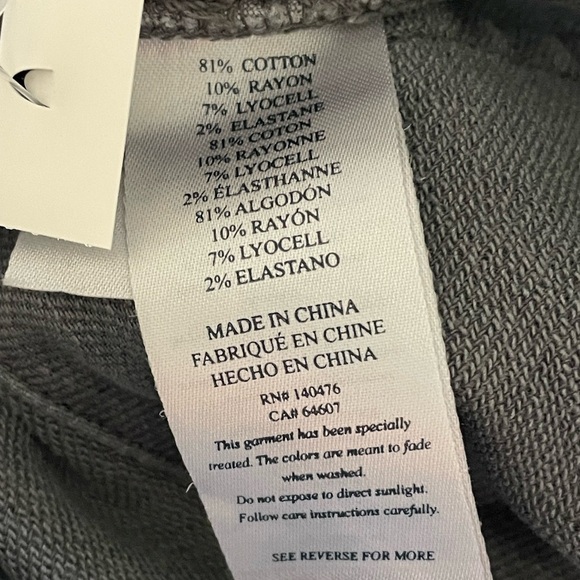 81% COTTON
10% RAYON
7% LYOCELL
2% ELASTANE
81% COTON
10% RAYONNE
7% LYOCELL
2% ÉLASTHANNE
81% ALGODÓN
10% RAYÓN
7% LYOCELL
2% ELASTANO
MADE IN CHINA
FABRIQUÉ EN CHINE
HECHO EN CHINA
RN# 140476
CA# 64607
This garment has been specially
treated. The colors are meant to fade
when washed.
Do not expose to direct sunlight.
Follow care instructions carefully.
SEE REVERSE FOR MORE